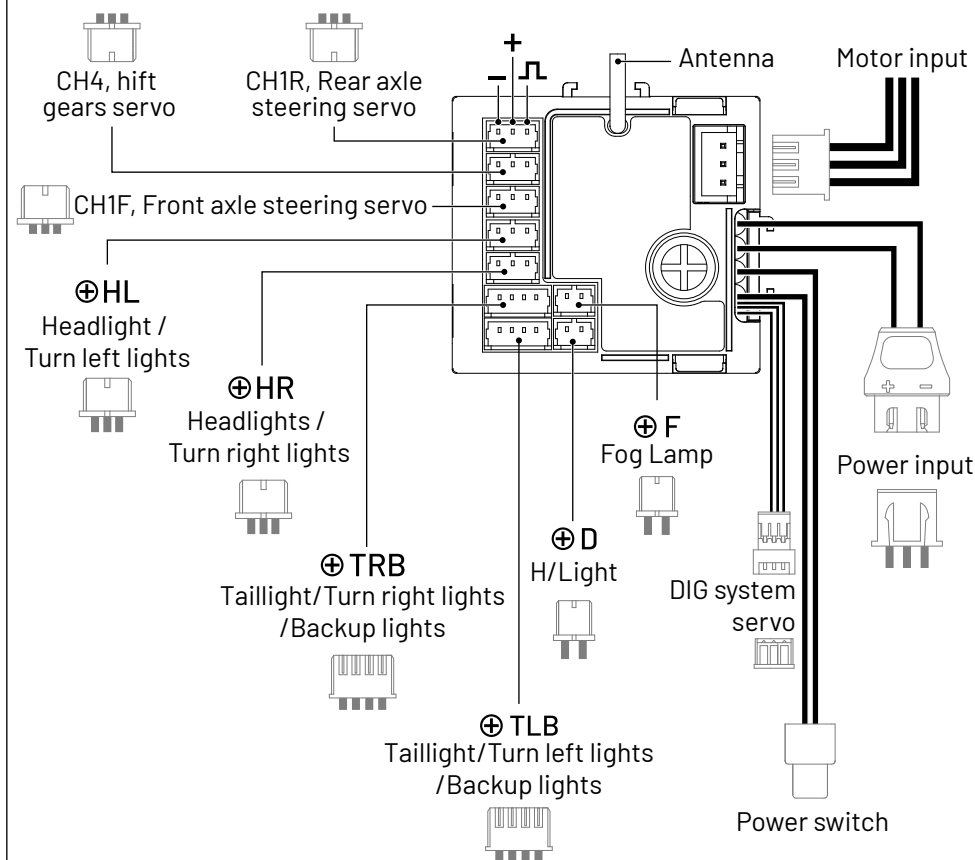 CH4, hift
gears servo
CH1R, Rear axle
steering servo
− + ⎍
Antenna
Motor input
CH1F, Front axle steering servo
⊕HL
Headlight /
Turn left lights
⊕HR
Headlights /
Turn right lights
⊕ F
Fog Lamp
+ −
Power input
⊕ TRB
Taillight/Turn right lights
/Backup lights
⊕ D
H/Light
DIG system
servo
⊕ TLB
Taillight/Turn left lights
/Backup lights
Power switch